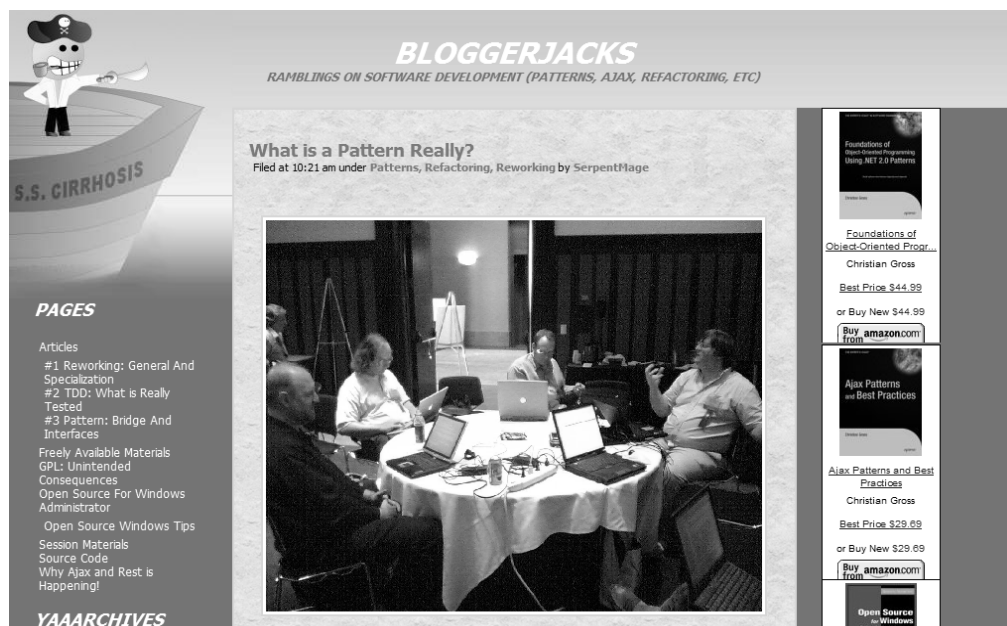 BLOGGERJACKS
RAMBLINGS ON SOFTWARE DEVELOPMENT (PATTERNS, AJAX, REFACTORING, ETC)
S.S. CIRRHOSIS
PAGES
Articles
#1 Reworking: General And
Specialization
#2 TDD: What is Really
Tested
#3 Pattern: Bridge And
Interfaces
Freely Available Materials
GPL: Unintended
Consequences
Open Source For Windows
Administrator
Open Source Windows Tips
Session Materials
Source Code
Why Ajax and Rest is
Happening!
YAAARCHIVES
What is a Pattern Really?
Filed at 10:21 am under Patterns, Refactoring, Reworking by SerpentMage
Foundations of
Object-Oriented Programming
Using .NET 2.0 Patterns
Christian Gross
Foundations of
Object-Oriented Progr...
Christian Gross
Best Price $44.99
or Buy New $44.99
Buy from amazon.com
Ajax Patterns
and Best Practices
Christian Gross
Ajax Patterns and Best
Practices
Christian Gross
Best Price $29.69
or Buy New $29.69
Buy from amazon.com
Open Source
for Windows